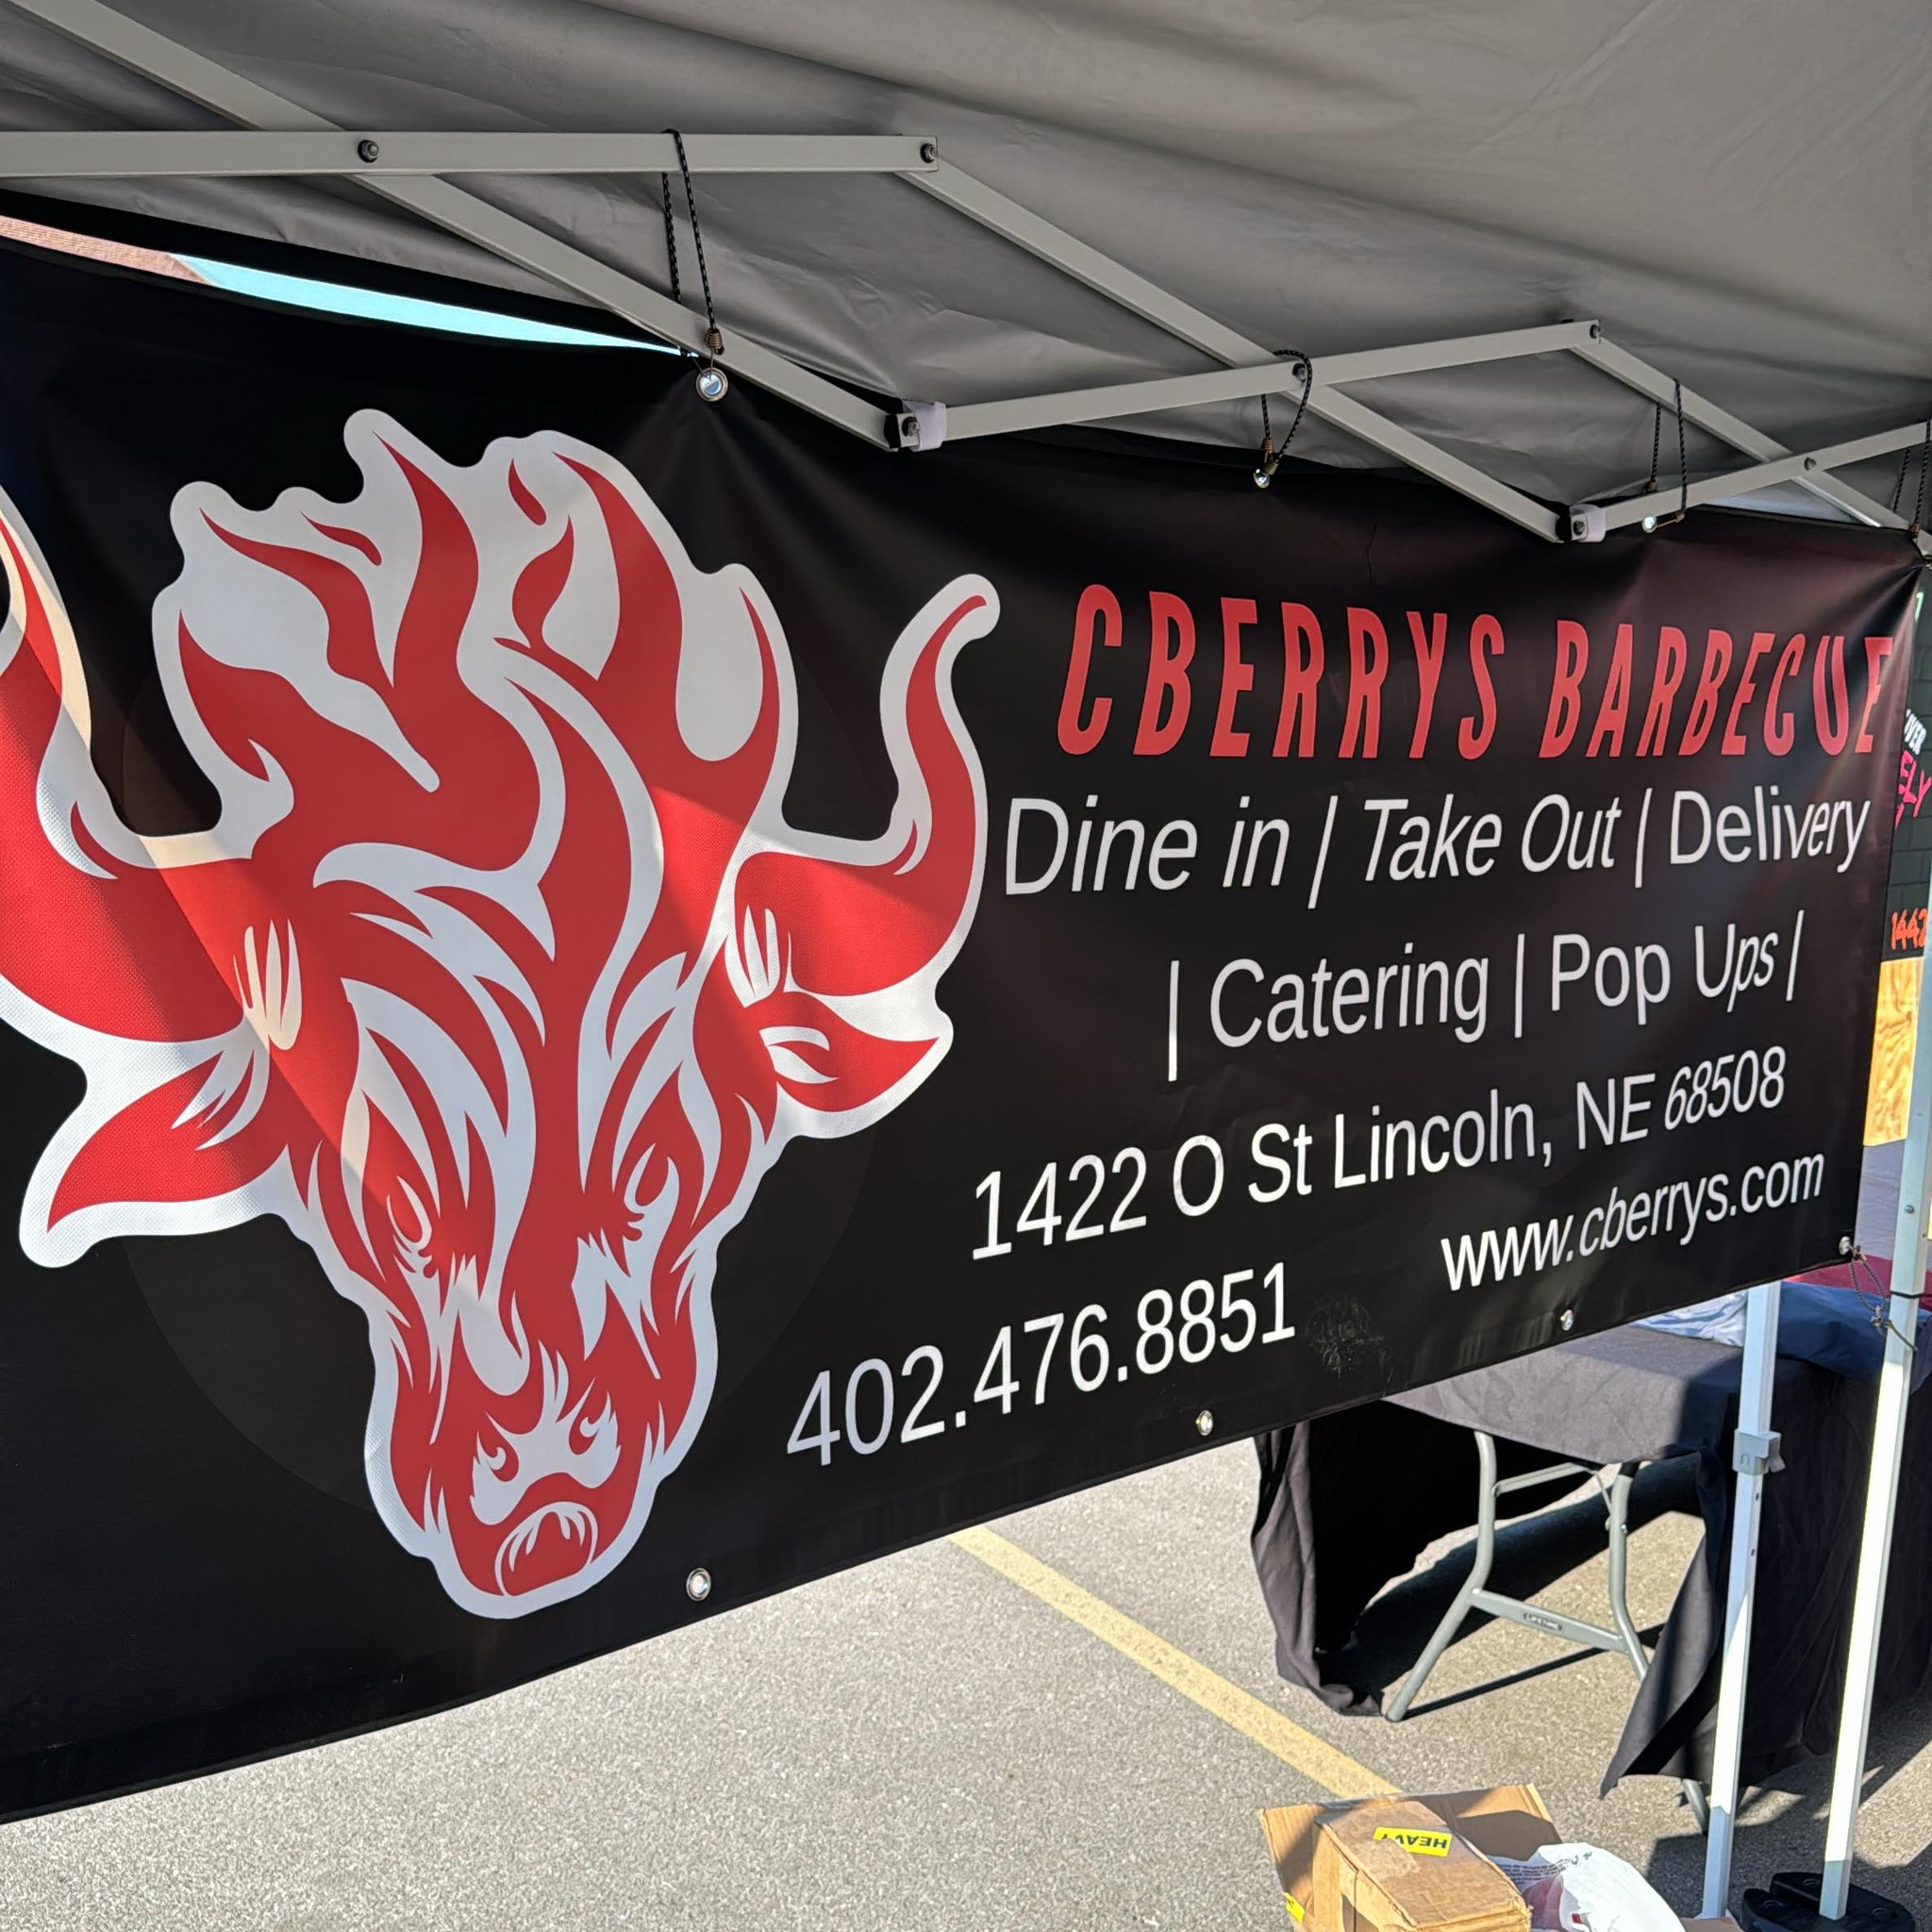 CBERRYS BARBECUE
Dine in | Take Out | Delivery
| Catering | Pop Ups |
1422 O St Lincoln, NE 68508
www.cberrys.com
402.476.8851
HEAVY